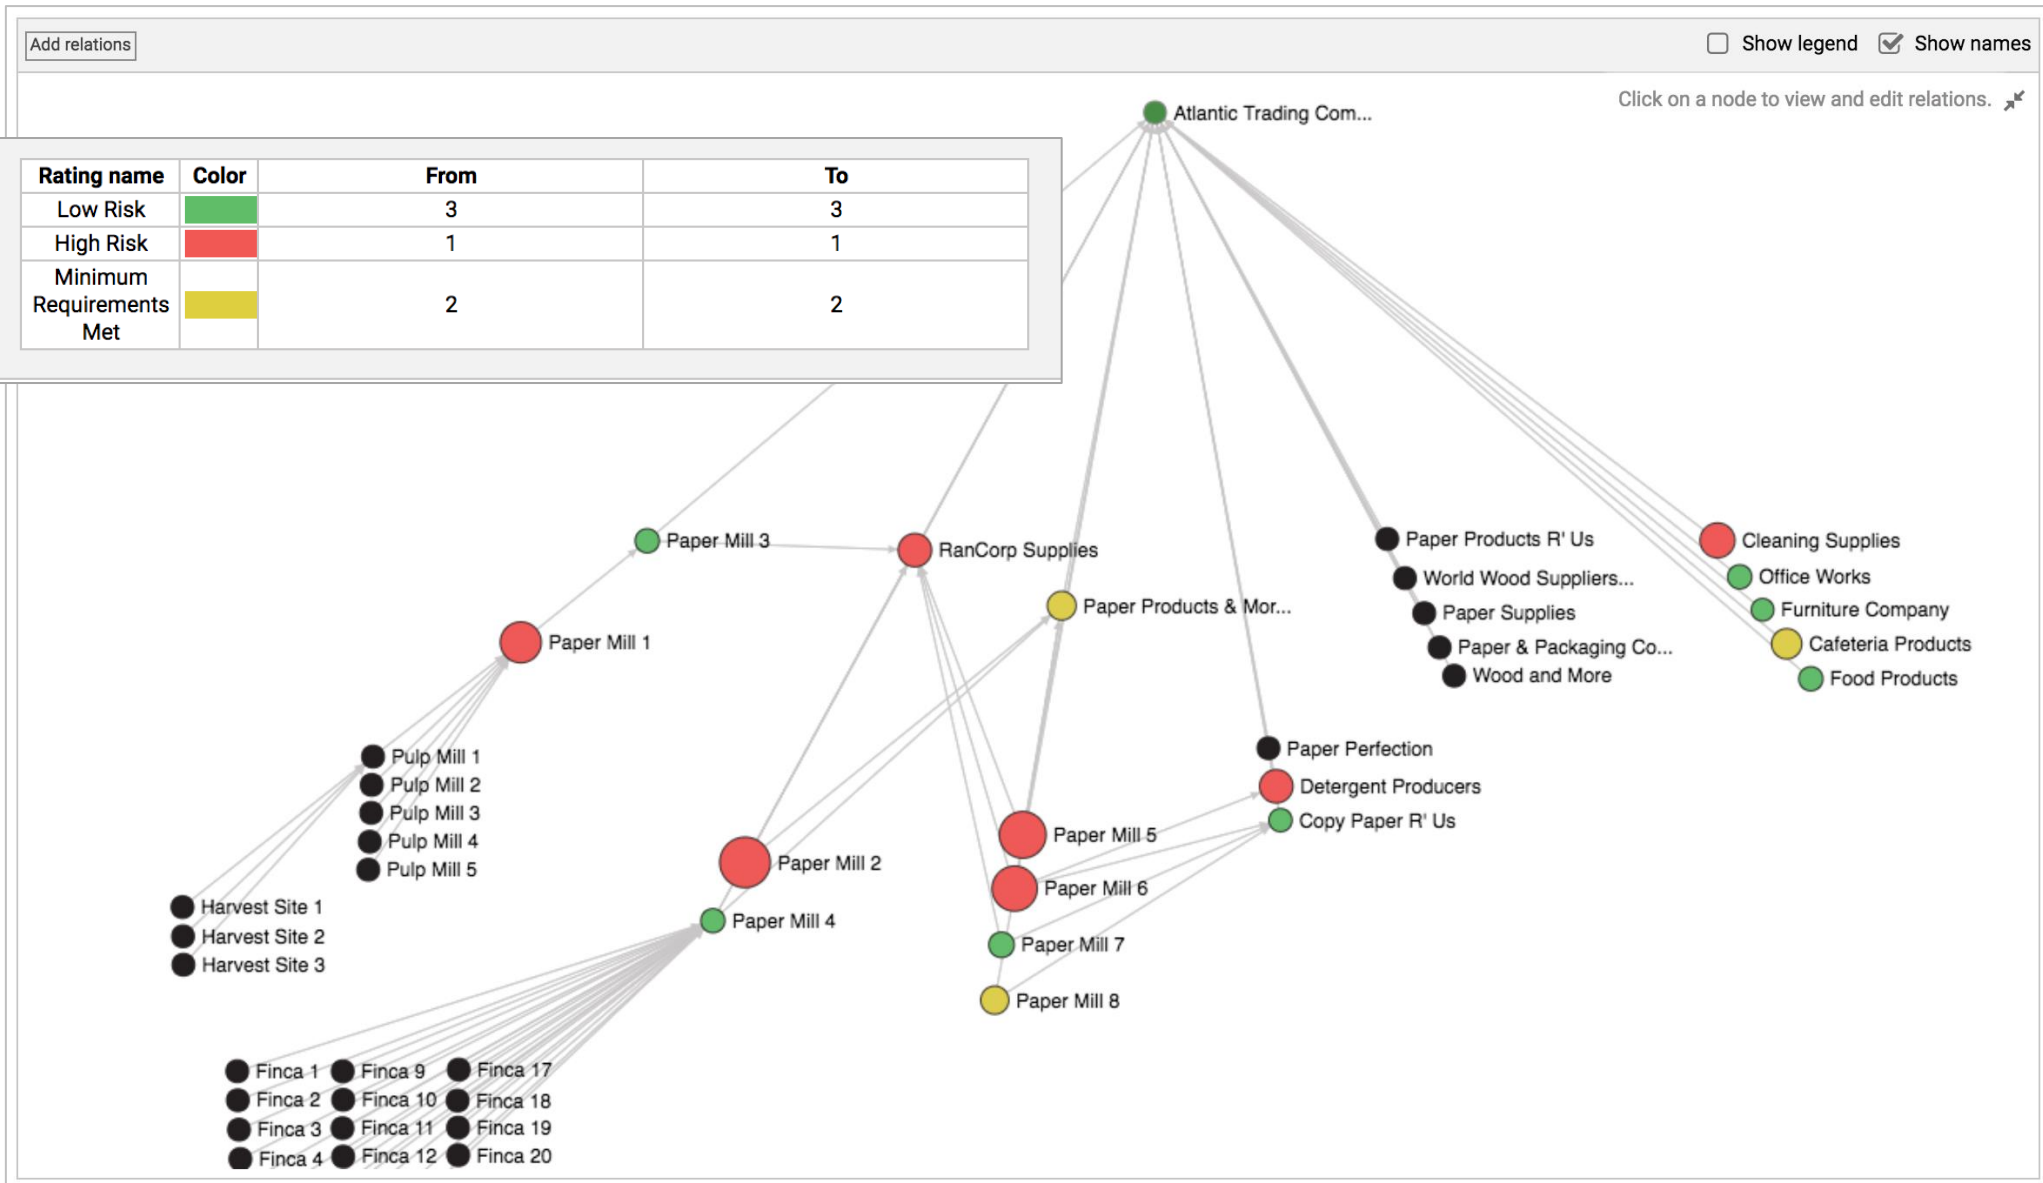 Add relations
Show legend
Show names
Click on a node to view and edit relations.
Atlantic Trading Com...
Rating name Color From To
Low Risk 3 3
High Risk 1 1
Minimum
Requirements
Met
2 2
Paper Mill 3
RanCorp Supplies
Paper Products & Mor...
Paper Mill 1
Paper Products R' Us
World Wood Suppliers...
Paper Supplies
Paper & Packaging Co...
Wood and More
Cleaning Supplies
Office Works
Furniture Company
Cafeteria Products
Food Products
Pulp Mill 1
Pulp Mill 2
Pulp Mill 3
Pulp Mill 4
Pulp Mill 5
Paper Perfection
Detergent Producers
Copy Paper R' Us
Paper Mill 5
Paper Mill 2
Paper Mill 6
Paper Mill 4
Paper Mill 7
Paper Mill 8
Harvest Site 1
Harvest Site 2
Harvest Site 3
Finca 1 Finca 9 Finca 17
Finca 2 Finca 10 Finca 18
Finca 3 Finca 11 Finca 19
Finca 4 Finca 12 Finca 20